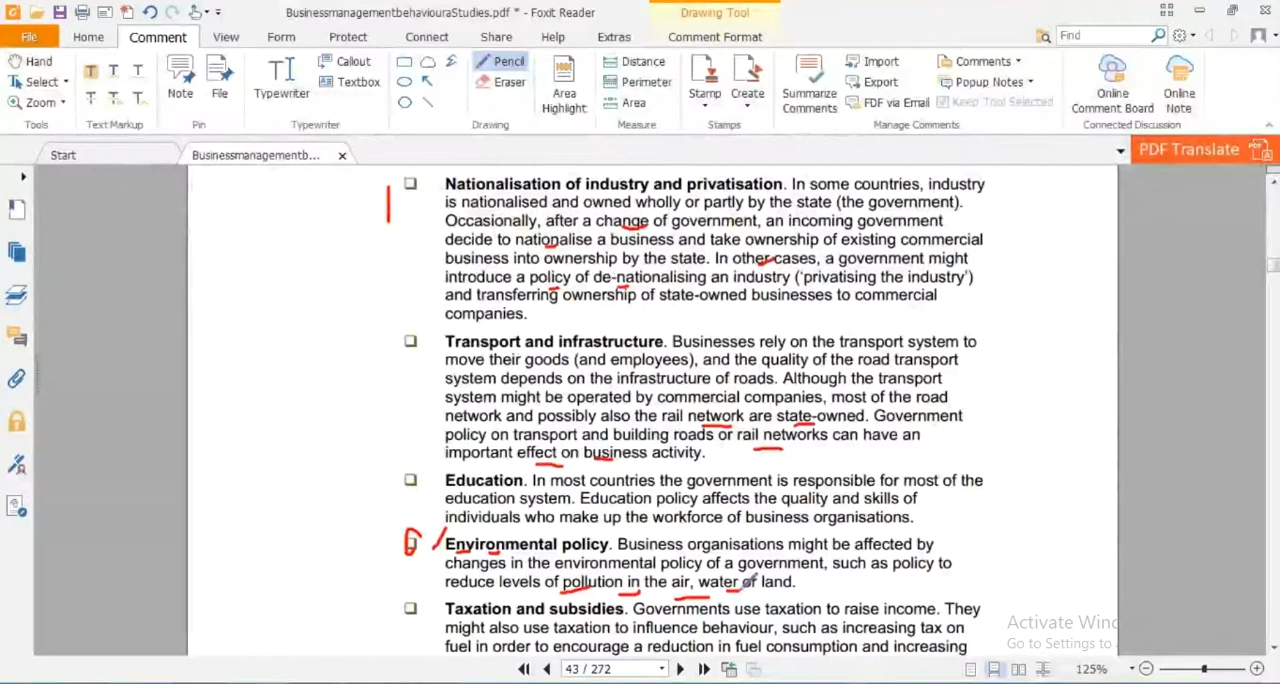 BusinessmanagementbehaviouraStudies.pdf * - Foxit Reader
Drawing Tool
File Home Comment View Form Protect Connect Share Help Extras Comment Format Find
Hand Callout Distance Import Comments
Select Textbox Perimeter Export Popup Notes
Zoom Note File Typewriter Pencil Eraser Area Highlight Area Stamp Create Summarize Comments FDF via Email Keep Tool Selected Online Comment Board Online Note
Tools Text Markup Pin Typewriter Drawing Measure Stamps Manage Comments Connected Discussion
Start Businessmanagementb... PDF Translate
Nationalisation of industry and privatisation. In some countries, industry
is nationalised and owned wholly or partly by the state (the government).
Occasionally, after a change of government, an incoming government
decide to nationalise a business and take ownership of existing commercial
business into ownership by the state. In other cases, a government might
introduce a policy of de-nationalising an industry (‘privatising the industry’)
and transferring ownership of state-owned businesses to commercial
companies.
Transport and infrastructure. Businesses rely on the transport system to
move their goods (and employees), and the quality of the road transport
system depends on the infrastructure of roads. Although the transport
system might be operated by commercial companies, most of the road
network and possibly also the rail network are state-owned. Government
policy on transport and building roads or rail networks can have an
important effect on business activity.
Education. In most countries the government is responsible for most of the
education system. Education policy affects the quality and skills of
individuals who make up the workforce of business organisations.
Environmental policy. Business organisations might be affected by
changes in the environmental policy of a government, such as policy to
reduce levels of pollution in the air, water or land.
Taxation and subsidies. Governments use taxation to raise income. They
might also use taxation to influence behaviour, such as increasing tax on
fuel in order to encourage a reduction in fuel consumption and increasing
Activate Wind
Go to Settings to
43 / 272 125%